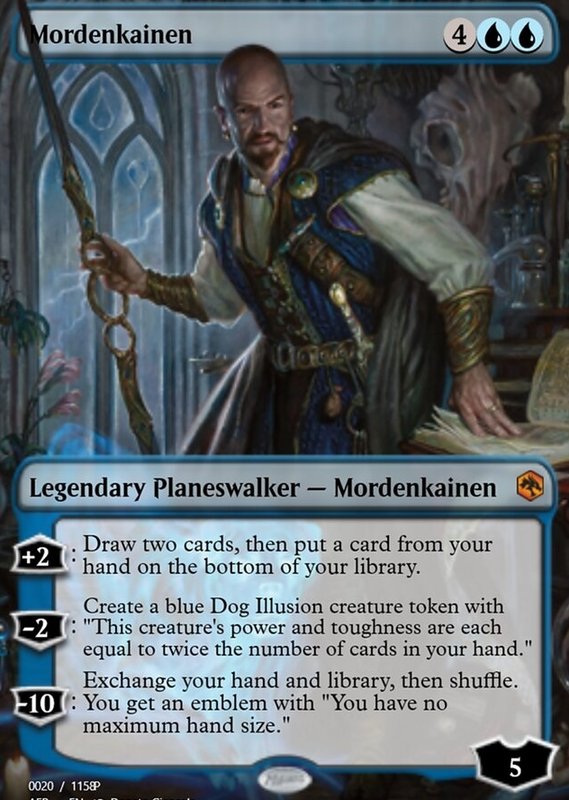 Mordenkainen 4
Legendary Planeswalker — Mordenkainen
+2 : Draw two cards, then put a card from your
hand on the bottom of your library.
Create a blue Dog Illusion creature token with
-2 : "This creature's power and toughness are each
equal to twice the number of cards in your hand."
Exchange your hand and library, then shuffle.
-10 : You get an emblem with "You have no
maximum hand size."
5
0020 / 1158P